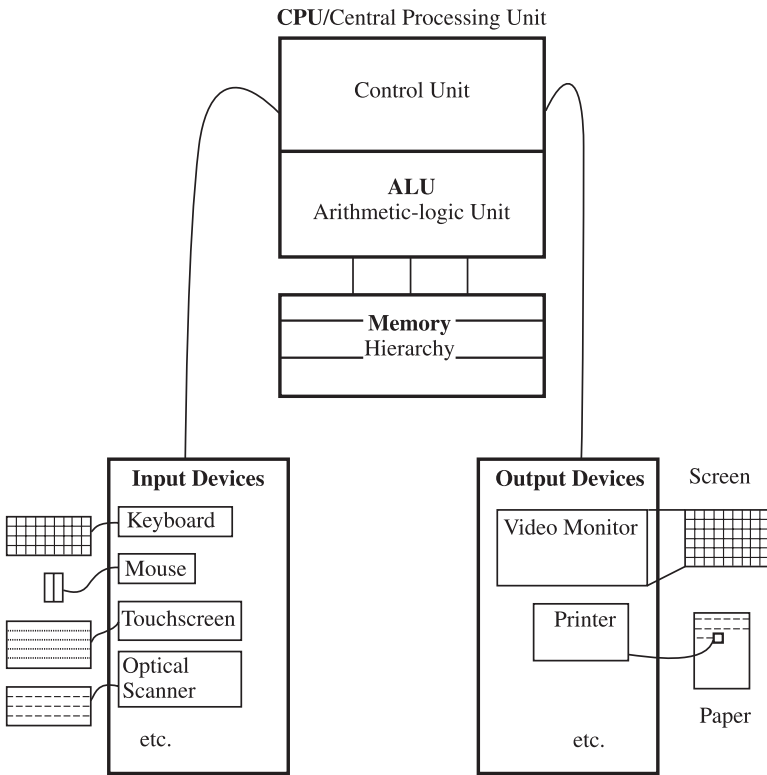 CPU/Central Processing Unit
Control Unit
ALU
Arithmetic-logic Unit
Memory
Hierarchy
Input Devices
Keyboard
Mouse
Touchscreen
Optical
Scanner
etc.
Output Devices
Screen
Video Monitor
Printer
Paper
etc.